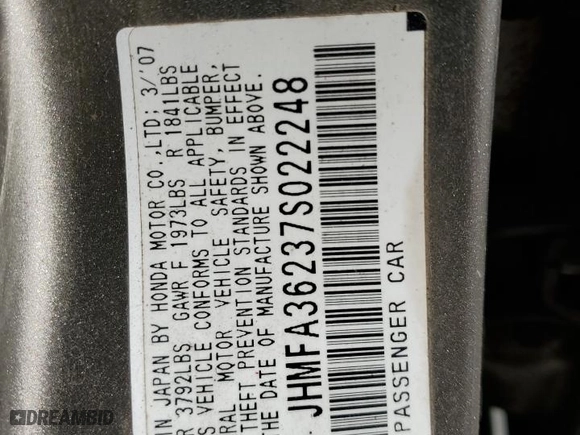 IN JAPAN BY HONDA MOTOR CO.,LTD: 3/'07
3792LBS GAWR F 1973LBS R 1841LBS
VEHICLE CONFORMS TO ALL APPLICABLE
MOTOR VEHICLE SAFETY, BUMPER,
THEFT PREVENTION STANDARDS IN EFFECT
THE DATE OF MANUFACTURE SHOWN ABOVE.
JHMFA36237S022248
PASSENGER CAR
DREAMBID